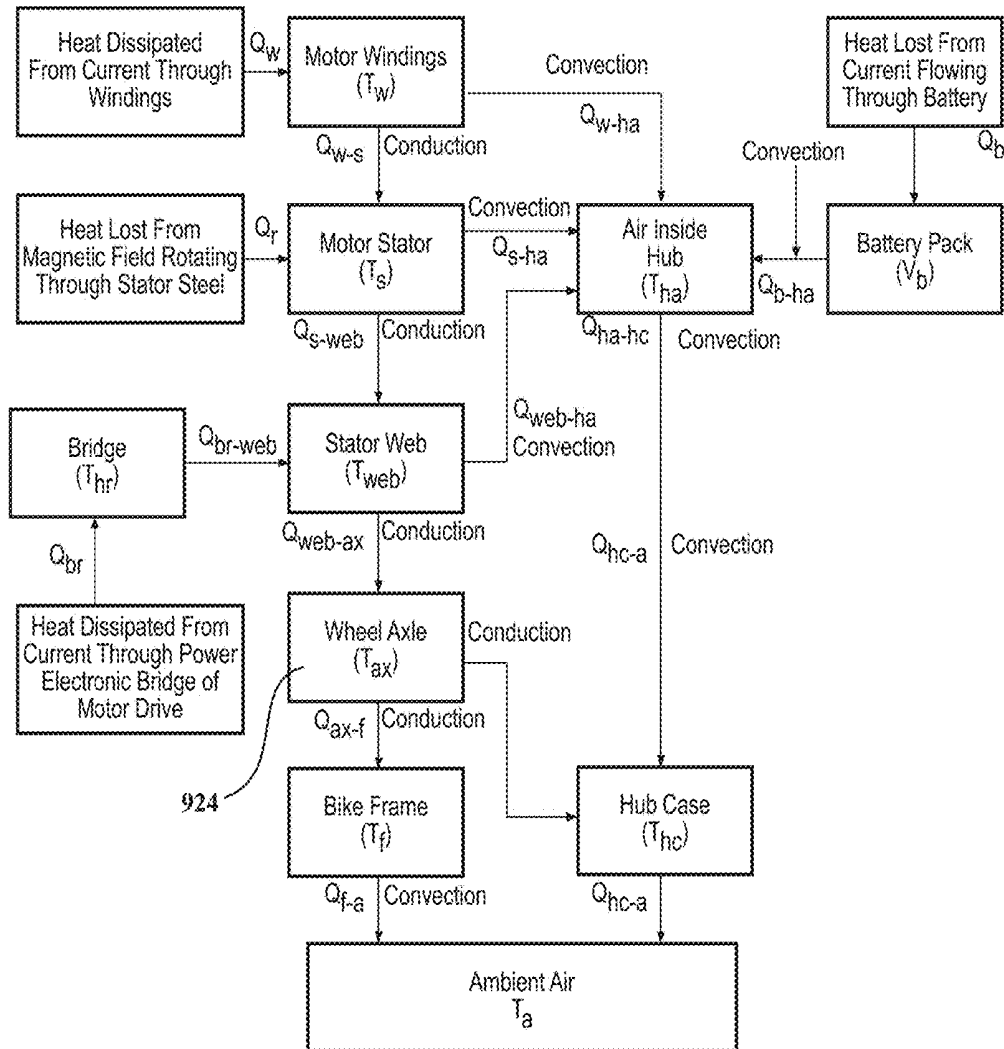 Heat Dissipated
From Current Through
Windings
Q_w
Motor Windings
(T_w)
Convection
Q_w-ha
Heat Lost From
Current Flowing
Through Battery
Q_b
Q_w-s
Conduction
Convection
Heat Lost From
Magnetic Field Rotating
Through Stator Steel
Q_r
Motor Stator
(T_s)
Convection
Q_s-ha
Air Inside
Hub
(T_ha)
Q_b-ha
Battery Pack
(V_b)
Q_s-web
Conduction
Q_ha-hc
Convection
Bridge
(T_hr)
Q_br-web
Stator Web
(T_web)
Q_web-ha
Convection
Q_br
Q_web-ax
Conduction
Q_hc-a
Convection
Heat Dissipated From
Current Through Power
Electronic Bridge of
Motor Drive
Wheel Axle
(T_ax)
Conduction
924
Q_ax-f
Conduction
Bike Frame
(T_f)
Hub Case
(T_hc)
Q_f-a
Convection
Q_hc-a
Ambient Air
T_a